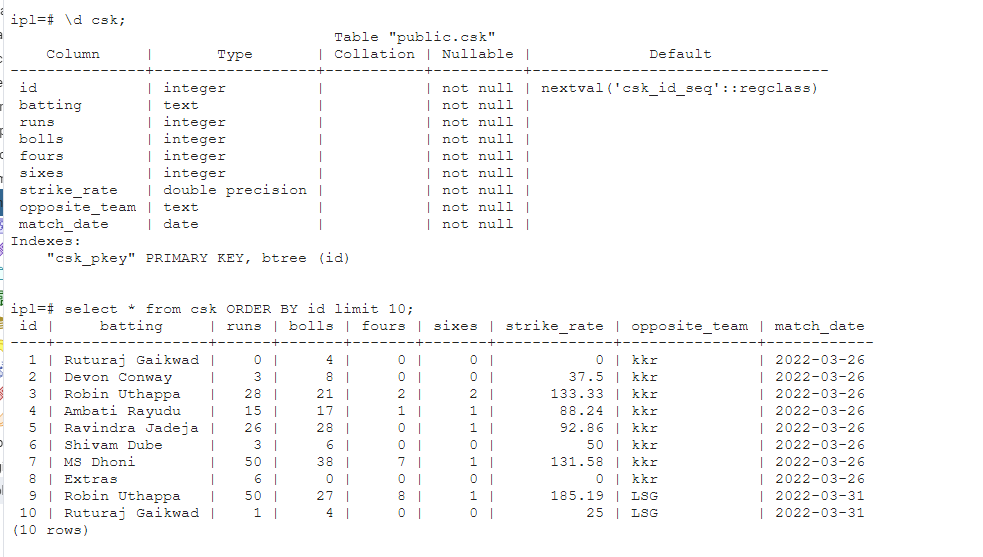 ipl=# \d csk;
                                    Table "public.csk"
    Column     |       Type       | Collation | Nullable |             Default
---------------+------------------+-----------+----------+---------------------------------
 id            | integer          |           | not null | nextval('csk_id_seq'::regclass)
 batting       | text             |           | not null |
 runs          | integer          |           | not null |
 bolls         | integer          |           | not null |
 fours         | integer          |           | not null |
 sixes         | integer          |           | not null |
 strike_rate   | double precision |           | not null |
 opposite_team | text             |           | not null |
 match_date    | date             |           | not null |
Indexes:
    "csk_pkey" PRIMARY KEY, btree (id)
ipl=# select * from csk ORDER BY id limit 10;
 id |     batting     | runs | bolls | fours | sixes | strike_rate | opposite_team | match_date
----+-----------------+------+-------+-------+-------+-------------+---------------+------------
  1 | Ruturaj Gaikwad |    0 |     4 |     0 |     0 |           0 | kkr           | 2022-03-26
  2 | Devon Conway    |    3 |     8 |     0 |     0 |        37.5 | kkr           | 2022-03-26
  3 | Robin Uthappa   |   28 |    21 |     2 |     2 |      133.33 | kkr           | 2022-03-26
  4 | Ambati Rayudu   |   15 |    17 |     1 |     1 |       88.24 | kkr           | 2022-03-26
  5 | Ravindra Jadeja |   26 |    28 |     0 |     1 |       92.86 | kkr           | 2022-03-26
  6 | Shivam Dube     |    3 |     6 |     0 |     0 |          50 | kkr           | 2022-03-26
  7 | MS Dhoni        |   50 |    38 |     7 |     1 |      131.58 | kkr           | 2022-03-26
  8 | Extras          |    6 |     0 |     0 |     0 |           0 | kkr           | 2022-03-26
  9 | Robin Uthappa   |   50 |    27 |     8 |     1 |      185.19 | LSG           | 2022-03-31
 10 | Ruturaj Gaikwad |    1 |     4 |     0 |     0 |          25 | LSG           | 2022-03-31
(10 rows)